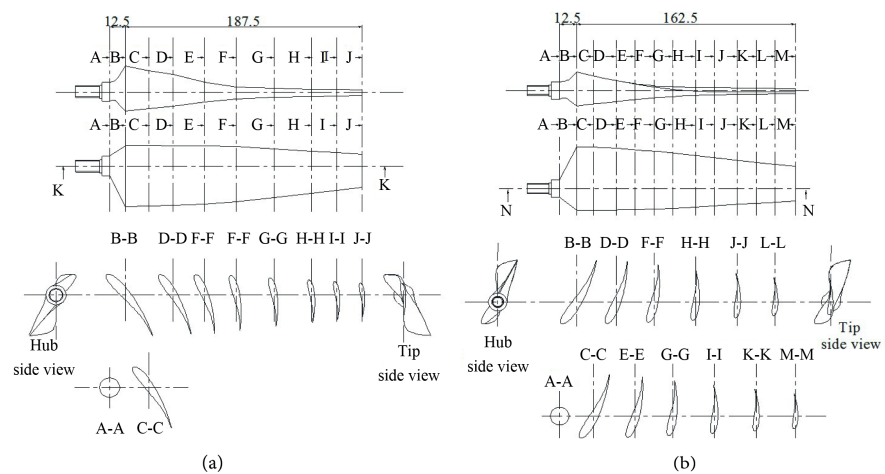 12.5 187.5
A B C D E F G H I J
A B C D E F G H I J
K K
B-B D-D F-F F-F G-G H-H I-I J-J
Hub
side view
Tip
side view
A-A C-C
(a)
12.5 162.5
A B C D E F G H I J K L M
A B C D E F G H I J K L M
N N
B-B D-D F-F H-H J-J L-L
Hub
side view
Tip
side view
C-C E-E G-G I-I K-K M-M
A-A
(b)